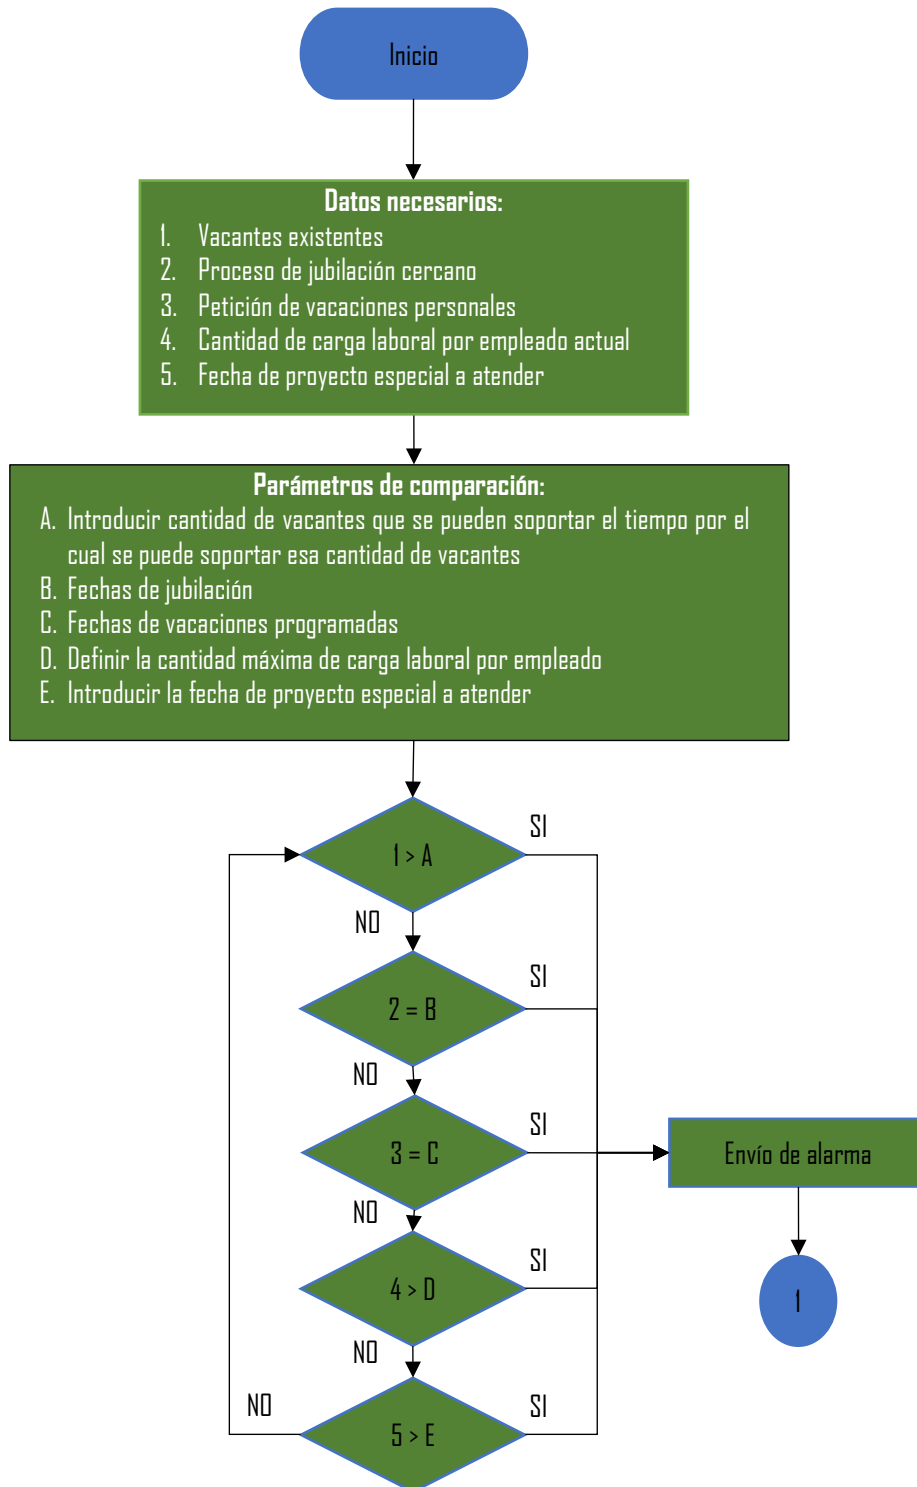 Inicio
Datos necesarios:
1. Vacantes existentes
2. Proceso de jubilación cercano
3. Petición de vacaciones personales
4. Cantidad de carga laboral por empleado actual
5. Fecha de proyecto especial a atender
Parámetros de comparación:
A. Introducir cantidad de vacantes que se pueden soportar el tiempo por el
cual se puede soportar esa cantidad de vacantes
B. Fechas de jubilación
C. Fechas de vacaciones programadas
D. Definir la cantidad máxima de carga laboral por empleado
E. Introducir la fecha de proyecto especial a atender
SI
1 > A
NO
SI
2 = B
NO
SI
3 = C
Envío de alarma
NO
SI
4 > D
1
NO
NO
SI
5 > E